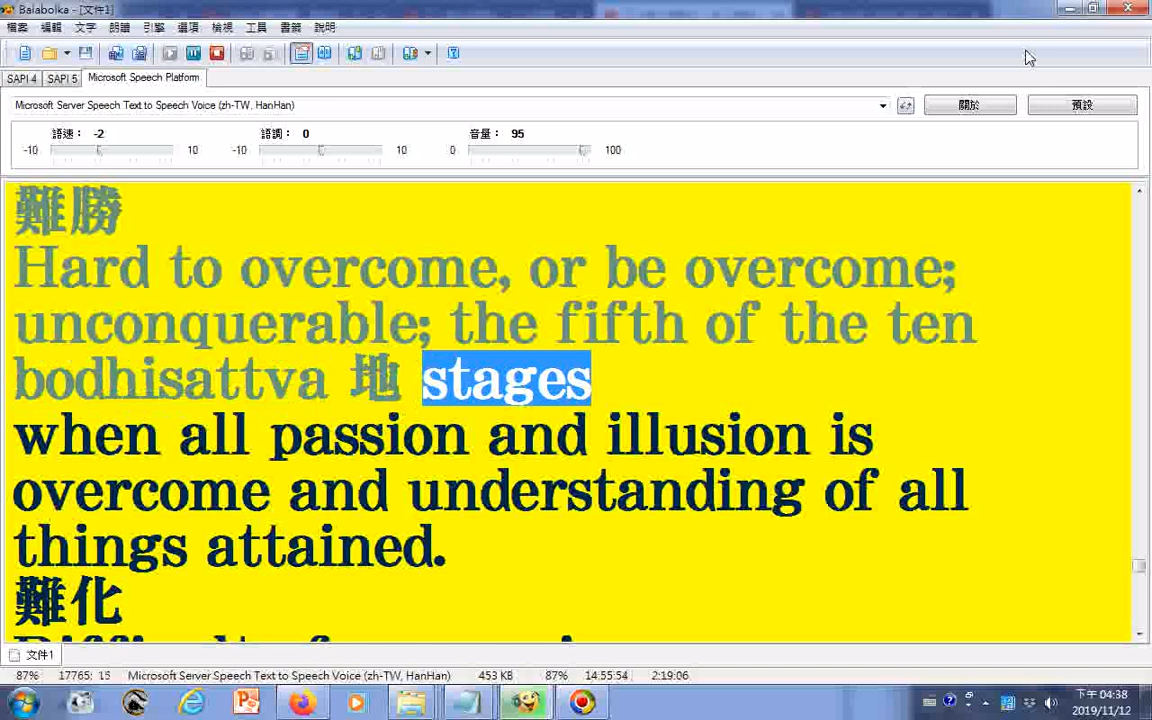 Balabolka - [文件1]
檔案 編輯 文字 朗讀 引擎 選項 檢視 工具 書籤 說明
SAPI 4 SAPI 5 Microsoft Speech Platform
Microsoft Server Speech Text to Speech Voice (zh-TW, HanHan) 關於 預設
語速： -2 語調： 0 音量： 95
-10 10 -10 10 0 100
難勝
Hard to overcome, or be overcome;
unconquerable; the fifth of the ten
bodhisattva 地 stages
when all passion and illusion is
overcome and understanding of all
things attained.
難化
文件1
87% 17765: 15 Microsoft Server Speech Text to Speech Voice (zh-TW, HanHan) 453 KB 87% 14:55:54 2:19:06
下午 04:38
2019/11/12